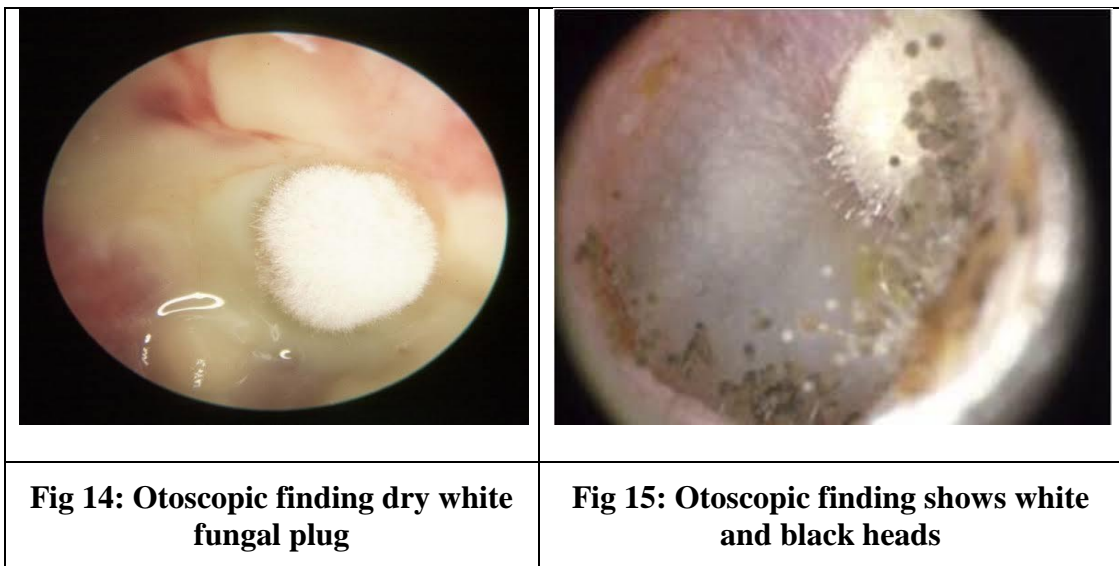 Fig 14: Otoscopic finding dry white
fungal plug
Fig 15: Otoscopic finding shows white
and black heads